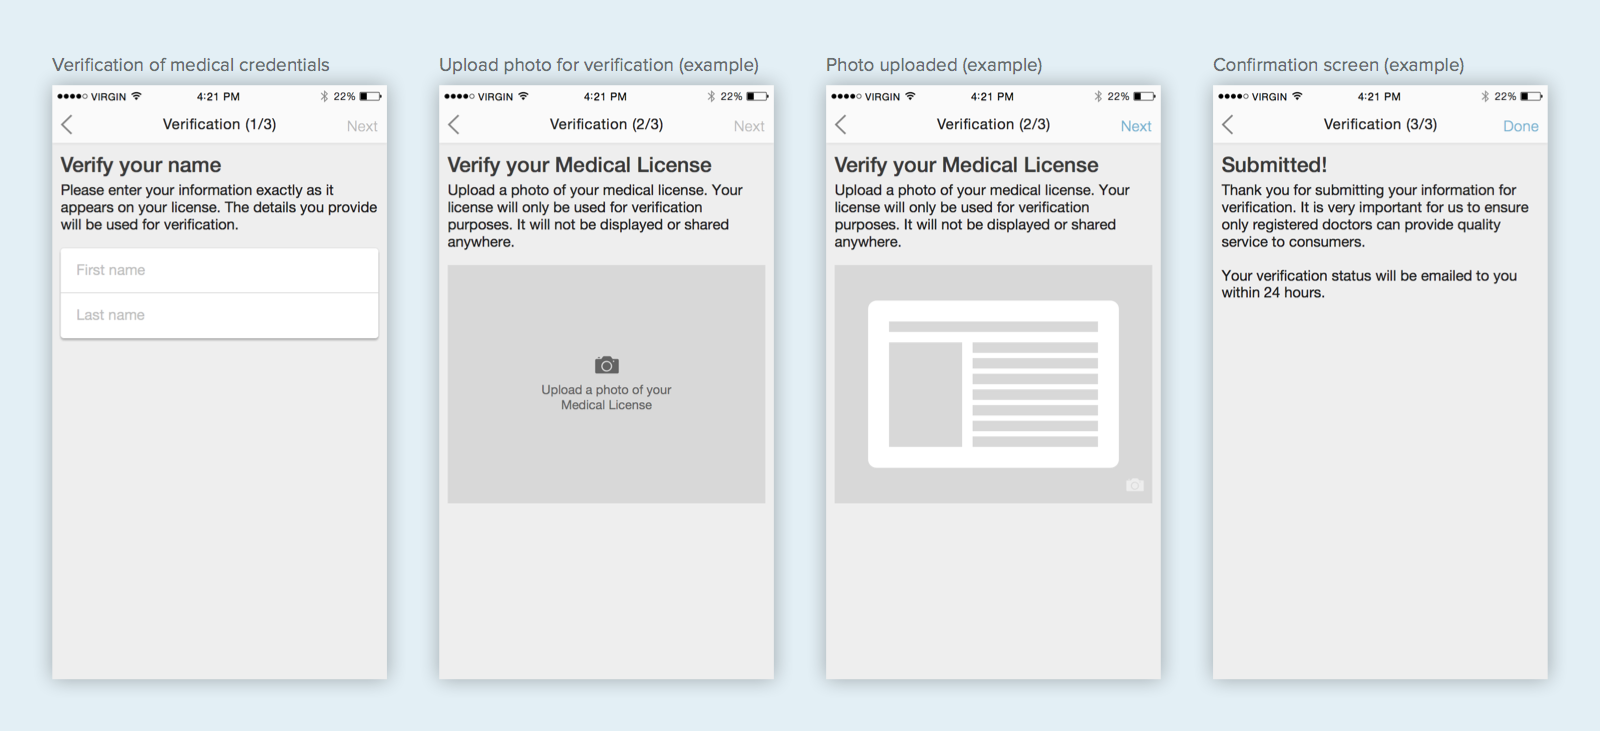 Verification of medical credentials
VIRGIN 4:21 PM 22%
Verification (1/3) Next
Verify your name
Please enter your information exactly as it
appears on your license. The details you provide
will be used for verification.
First name
Last name
Upload photo for verification (example)
VIRGIN 4:21 PM 22%
Verification (2/3) Next
Verify your Medical License
Upload a photo of your medical license. Your
license will only be used for verification
purposes. It will not be displayed or shared
anywhere.
Upload a photo of your
Medical License
Photo uploaded (example)
VIRGIN 4:21 PM 22%
Verification (2/3) Next
Verify your Medical License
Upload a photo of your medical license. Your
license will only be used for verification
purposes. It will not be displayed or shared
anywhere.
Confirmation screen (example)
VIRGIN 4:21 PM 22%
Verification (3/3) Done
Submitted!
Thank you for submitting your information for
verification. It is very important for us to ensure
only registered doctors can provide quality
service to consumers.
Your verification status will be emailed to you
within 24 hours.